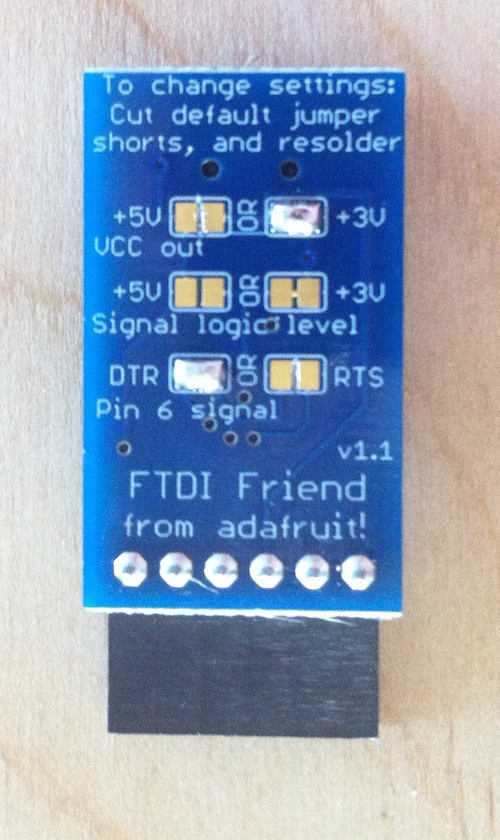 To change settings:
Cut default jumper
shorts, and resolder
+5V OR +3V
VCC out
+5V OR +3V
Signal logic level
DTR OR RTS
Pin 6 signal
v1.1
FTDI Friend
from adafruit!